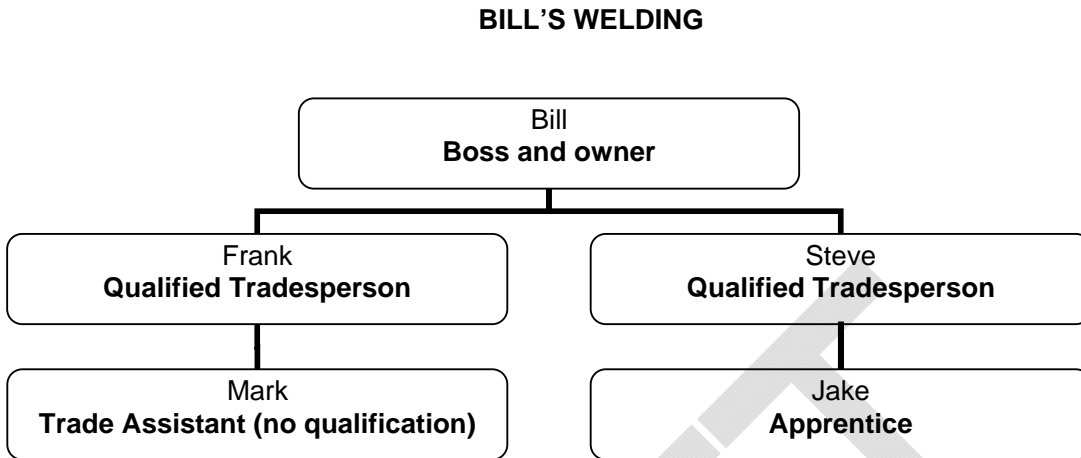 BILL’S WELDING
Bill
Boss and owner
Frank
Qualified Tradesperson
Steve
Qualified Tradesperson
Mark
Trade Assistant (no qualification)
Jake
Apprentice